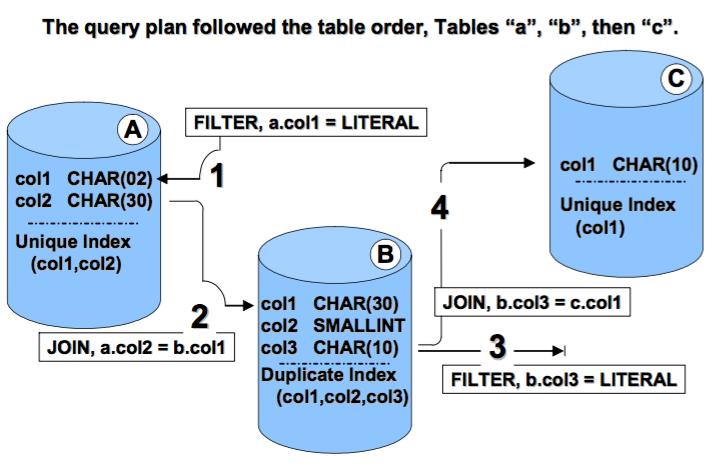 The query plan followed the table order, Tables “a”, “b”, then “c”.
C
FILTER, a.col1 = LITERAL
A
1
col1 CHAR(02)
col2 CHAR(30)
Unique Index
(col1,col2)
col1 CHAR(10)
Unique Index
(col1)
4
B
2
col1 CHAR(30)
col2 SMALLINT
col3 CHAR(10)
Duplicate Index
(col1,col2,col3)
JOIN, a.col2 = b.col1
JOIN, b.col3 = c.col1
3
FILTER, b.col3 = LITERAL